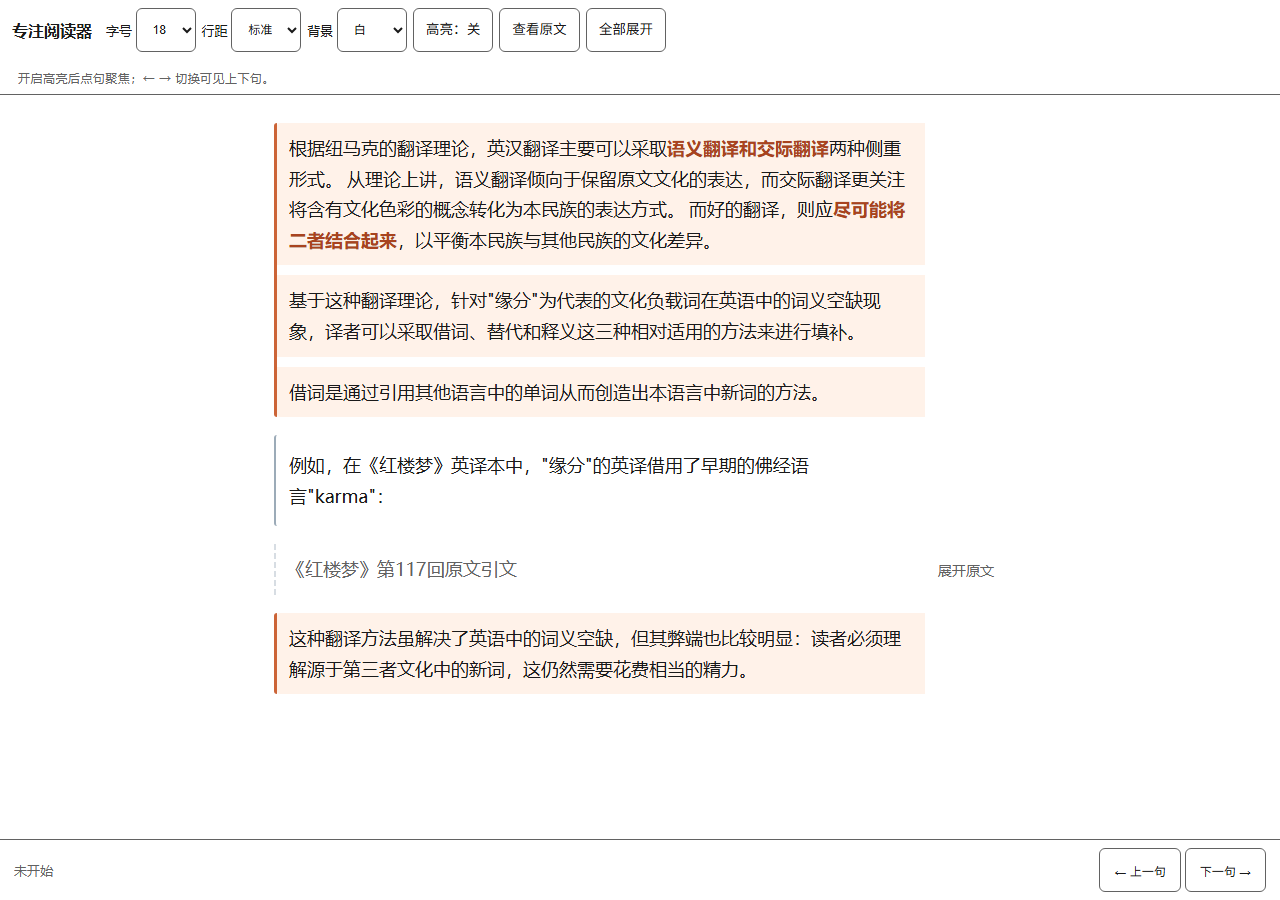 专注阅读器 字号 18 行距 标准 背景 白 高亮：关 查看原文 全部展开
开启高亮后点句聚焦；← → 切换可见上下句。
根据纽马克的翻译理论，英汉翻译主要可以采取语义翻译和交际翻译两种侧重
形式。 从理论上讲，语义翻译倾向于保留原文文化的表达，而交际翻译更关注
将含有文化色彩的概念转化为本民族的表达方式。 而好的翻译，则应尽可能将
二者结合起来，以平衡本民族与其他民族的文化差异。
基于这种翻译理论，针对"缘分"为代表的文化负载词在英语中的词义空缺现
象，译者可以采取借词、替代和释义这三种相对适用的方法来进行填补。
借词是通过引用其他语言中的单词从而创造出本语言中新词的方法。
例如，在《红楼梦》英译本中，"缘分"的英译借用了早期的佛经语
言"karma"：
《红楼梦》第117回原文引文 展开原文
这种翻译方法虽解决了英语中的词义空缺，但其弊端也比较明显：读者必须理
解源于第三者文化中的新词，这仍然需要花费相当的精力。
未开始 ← 上一句 下一句 →